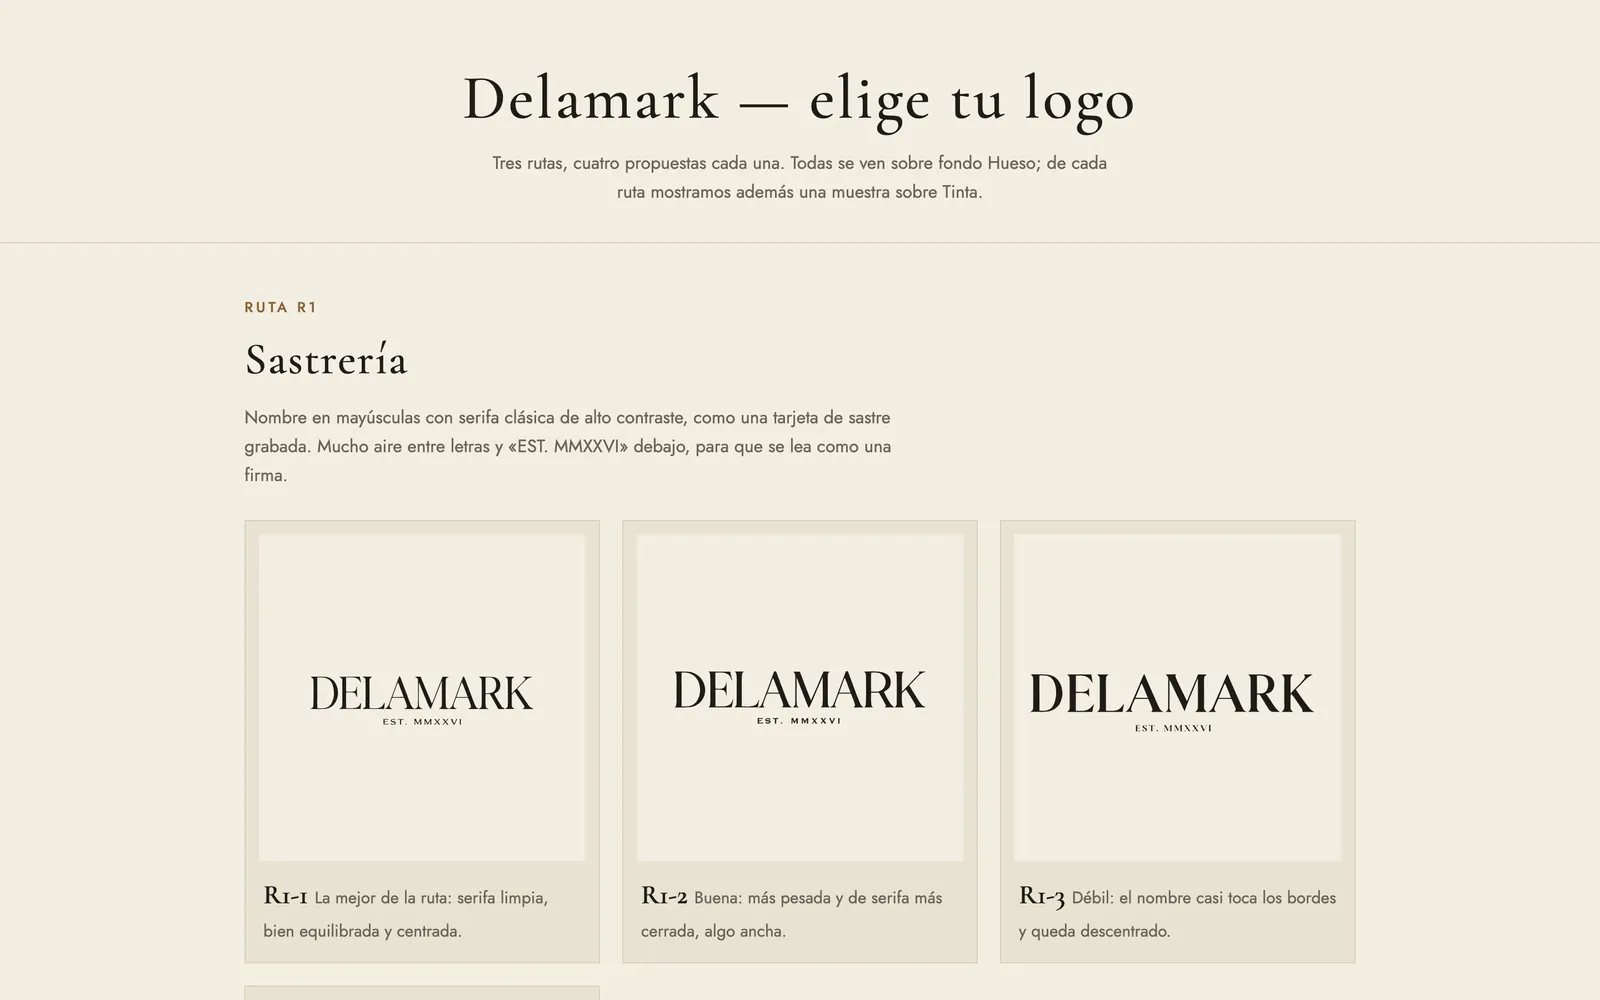 Delamark — elige tu logo
Tres rutas, cuatro propuestas cada una. Todas se ven sobre fondo Hueso; de cada
ruta mostramos además una muestra sobre Tinta.
RUTA R1
Sastrería
Nombre en mayúsculas con serifa clásica de alto contraste, como una tarjeta de sastre
grabada. Mucho aire entre letras y «EST. MMXXVI» debajo, para que se lea como una
firma.
DELAMARK
EST. MMXXVI
R1-1 La mejor de la ruta: serifa limpia,
bien equilibrada y centrada.
DELAMARK
EST. MMXXVI
R1-2 Buena: más pesada y de serifa más
cerrada, algo ancha.
DELAMARK
EST. MMXXVI
R1-3 Débil: el nombre casi toca los bordes
y queda descentrado.